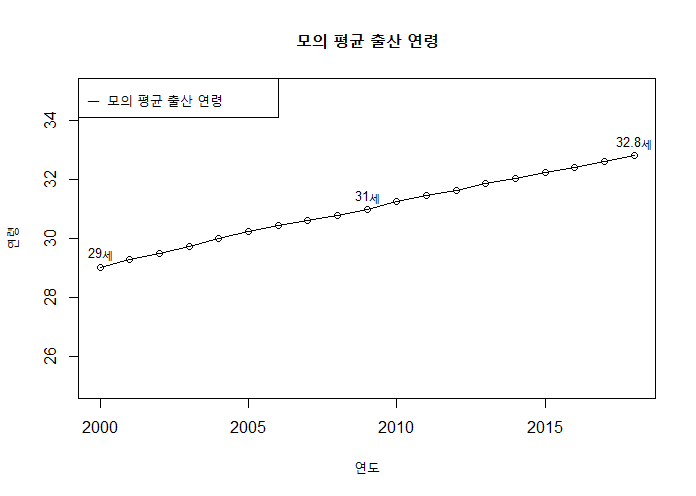 모의 평균 출산 연령
— 모의 평균 출산 연령
34
32
30
28
26
연령
29세
31세
32.8세
2000 2005 2010 2015
연도